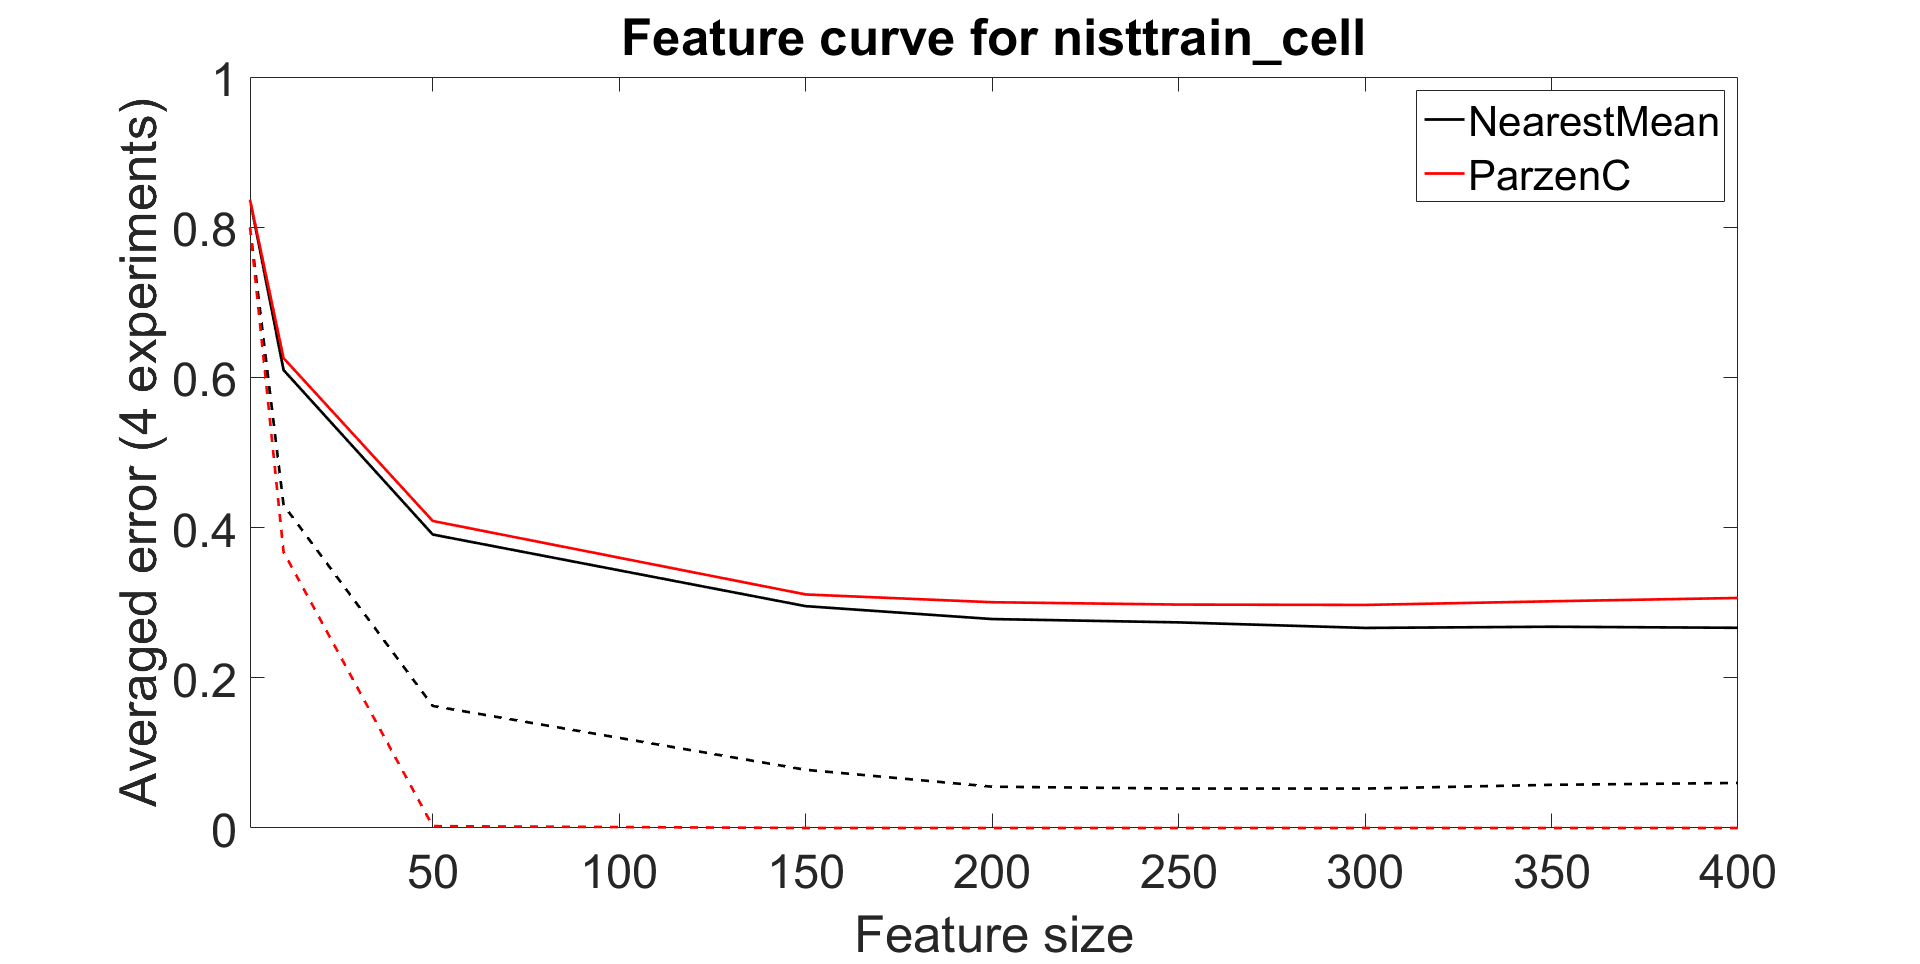 Feature curve for nisttrain_cell
Averaged error (4 experiments)
1
0.8
0.6
0.4
0.2
0
NearestMean
ParzenC
50 100 150 200 250 300 350 400
Feature size